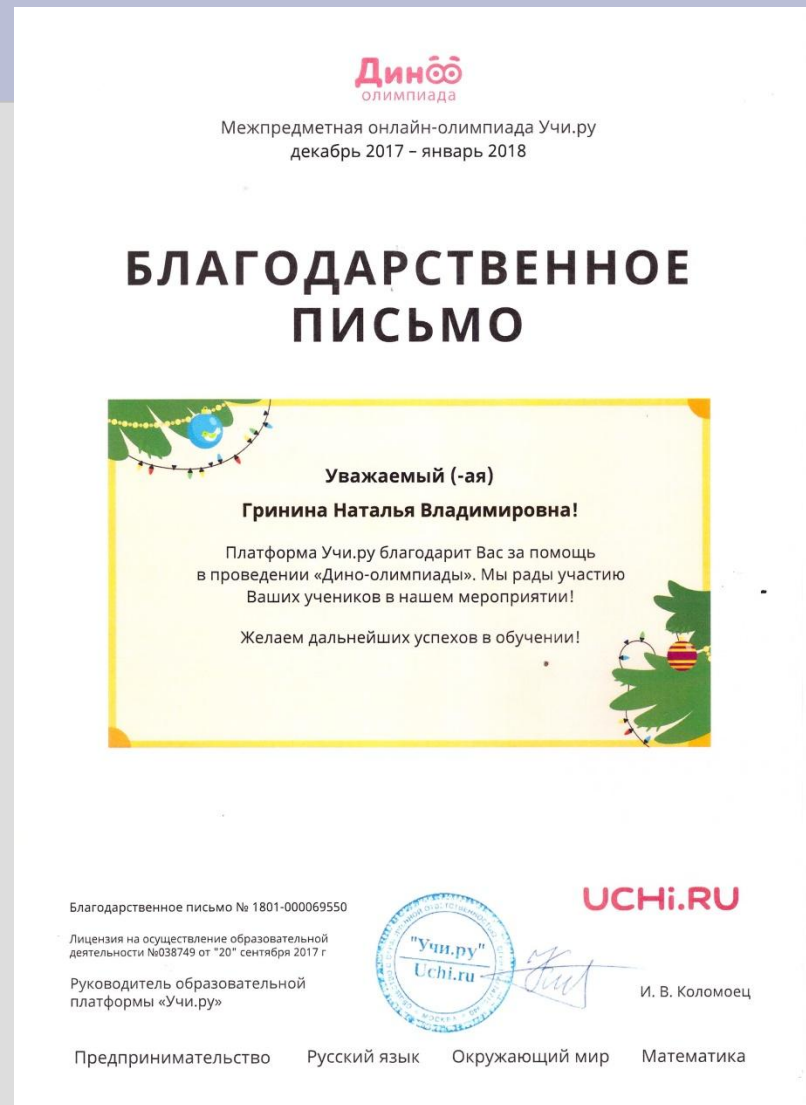 Дино
олимпиада
Межпредметная онлайн-олимпиада Учи.ру
декабрь 2017 – январь 2018
БЛАГОДАРСТВЕННОЕ
ПИСЬМО
Уважаемый (-ая)
Гринина Наталья Владимировна!
Платформа Учи.ру благодарит Вас за помощь
в проведении «Дино-олимпиады». Мы рады участию
Ваших учеников в нашем мероприятии!
Желаем дальнейших успехов в обучении!
UCHi.RU
Благодарственное письмо № 1801-000069550
Лицензия на осуществление образовательной
деятельности №038749 от "20" сентября 2017 г
"Учи.ру"
Uchi.ru
Руководитель образовательной
платформы «Учи.ру»
И. В. Коломоец
Предпринимательство Русский язык Окружающий мир Математика